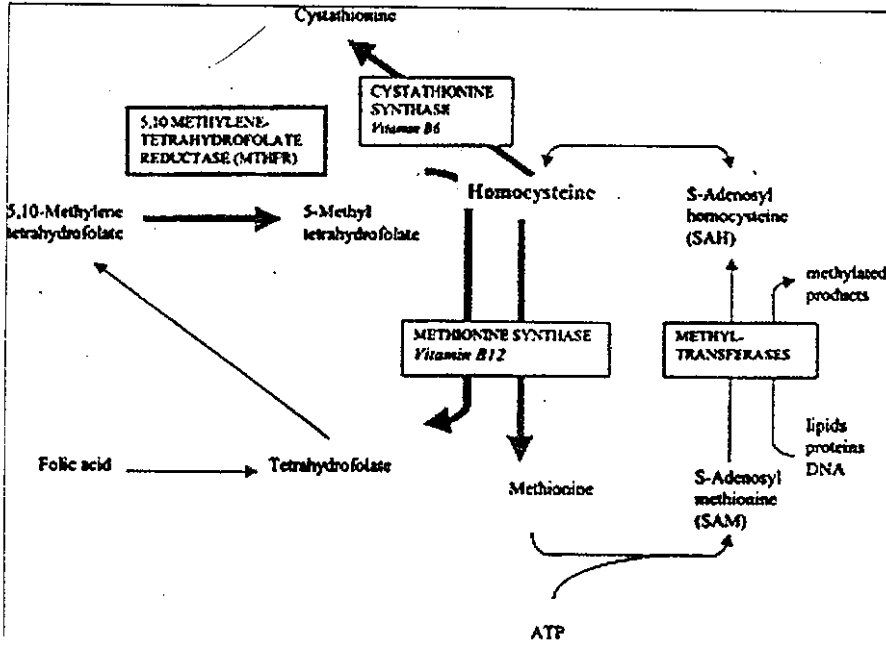 Cystathionine
CYSTATHIONINE
SYNTHASE
Vitamin B6
5,10 METHYLENE-
TETRAHYDROFOLATE
REDUCTASE (MTHFR)
Homocysteine
5,10-Methylene
tetrahydrofolate
5-Methyl
tetrahydrofolate
S-Adenosyl
homocysteine
(SAH)
methylated
products
METHIONINE SYNTHASE
Vitamin B12
METHYL-
TRANSFERASES
lipids
proteins
DNA
Folic acid
Tetrahydrofolate
Methionine
S-Adenosyl
methionine
(SAM)
ATP